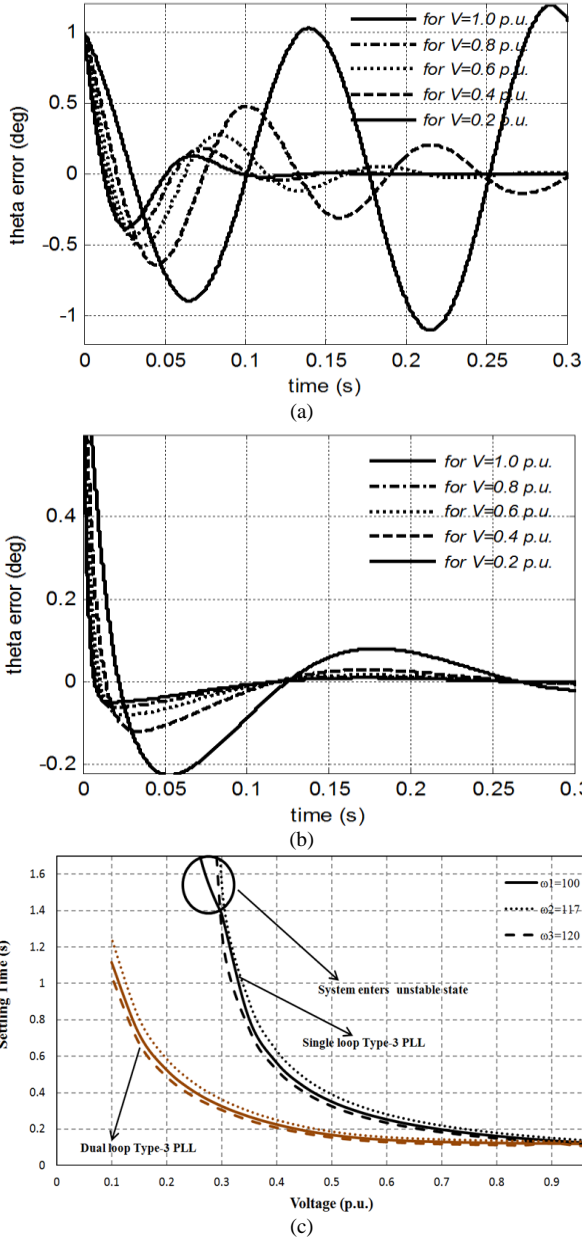 for V=1.0 p.u.
for V=0.8 p.u.
for V=0.6 p.u.
for V=0.4 p.u.
for V=0.2 p.u.
theta error (deg)
1
0.5
0
-0.5
-1
0 0.05 0.1 0.15 0.2 0.25 0.3
time (s)
(a)
for V=1.0 p.u.
for V=0.8 p.u.
for V=0.6 p.u.
for V=0.4 p.u.
for V=0.2 p.u.
theta error (deg)
0.4
0.2
0
-0.2
0 0.05 0.1 0.15 0.2 0.25 0.3
time (s)
(b)
Settling Time (s)
1.6
1.4
1.2
1
0.8
0.6
0.4
0.2
0
ω1=100
ω2=117
ω3=120
System enters unstable state
Single loop Type-3 PLL
Dual loop Type-3 PLL
0 0.1 0.2 0.3 0.4 0.5 0.6 0.7 0.8 0.9
Voltage (p.u.)
(c)